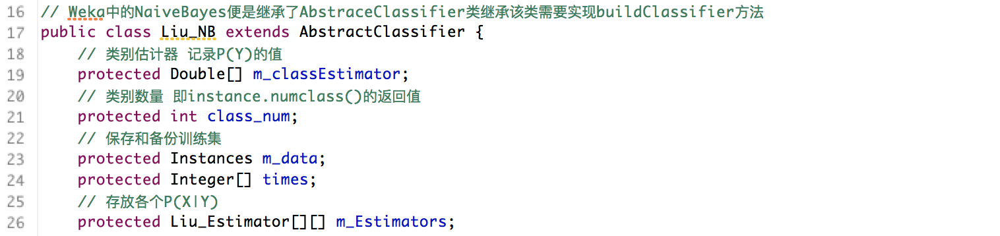 16 // Weka中的NaiveBayes便是继承了AbstraceClassifier类继承该类需要实现buildClassifier方法
17 public class Liu_NB extends AbstractClassifier {
18 // 类别估计器 记录P(Y)的值
19 protected Double[] m_classEstimator;
20 // 类别数量 即instance.numclass()的返回值
21 protected int class_num;
22 // 保存和备份训练集
23 protected Instances m_data;
24 protected Integer[] times;
25 // 存放各个P(X|Y)
26 protected Liu_Estimator[][] m_Estimators;